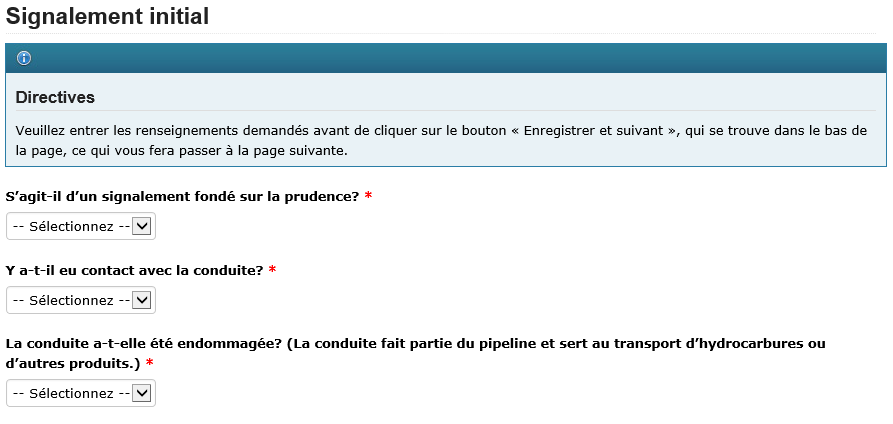 Signalement initial
Directives
Veuillez entrer les renseignements demandés avant de cliquer sur le bouton « Enregistrer et suivant », qui se trouve dans le bas de
la page, ce qui vous fera passer à la page suivante.
S’agit-il d’un signalement fondé sur la prudence? *
-- Sélectionnez --
Y a-t-il eu contact avec la conduite? *
-- Sélectionnez --
La conduite a-t-elle été endommagée? (La conduite fait partie du pipeline et sert au transport d’hydrocarbures ou
d’autres produits.) *
-- Sélectionnez --